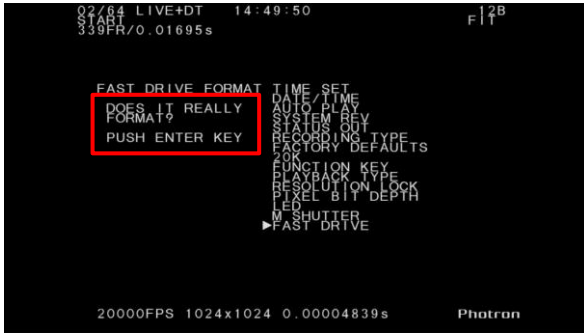 02/64 LIVE+DT 14:49:50 12B
START FIT
339FR/0.01695s
FAST DRIVE FORMAT TIME SET
DATE/TIME
DOES IT REALLY AUTO PLAY
FORMAT? SYSTEM REV
STATUS OUT
PUSH ENTER KEY RECORDING TYPE
FACTORY DEFAULTS
20K
FUNCTION KEY
PLAYBACK TYPE
RESOLUTION LOCK
PIXEL BIT DEPTH
LED
M SHUTTER
▶FAST DRIVE
20000FPS 1024x1024 0.00004839s Photron